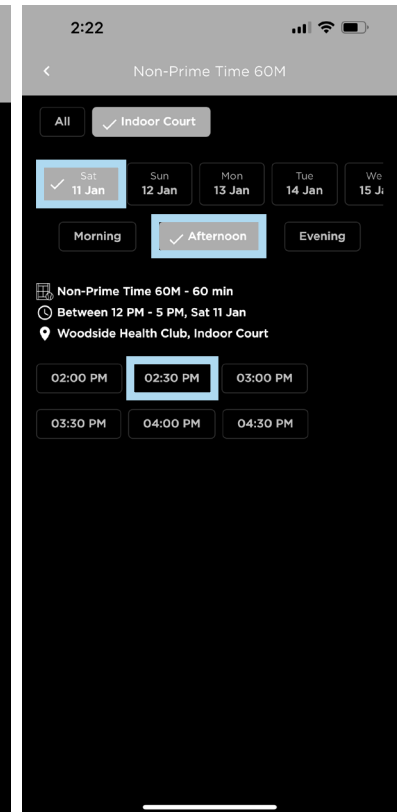 2:22
Non-Prime Time 60M
All Indoor Court
Sat Sun Mon Tue We
11 Jan 12 Jan 13 Jan 14 Jan 15 Ja
Morning Afternoon Evening
Non-Prime Time 60M - 60 min
Between 12 PM - 5 PM, Sat 11 Jan
Woodside Health Club, Indoor Court
02:00 PM 02:30 PM 03:00 PM
03:30 PM 04:00 PM 04:30 PM